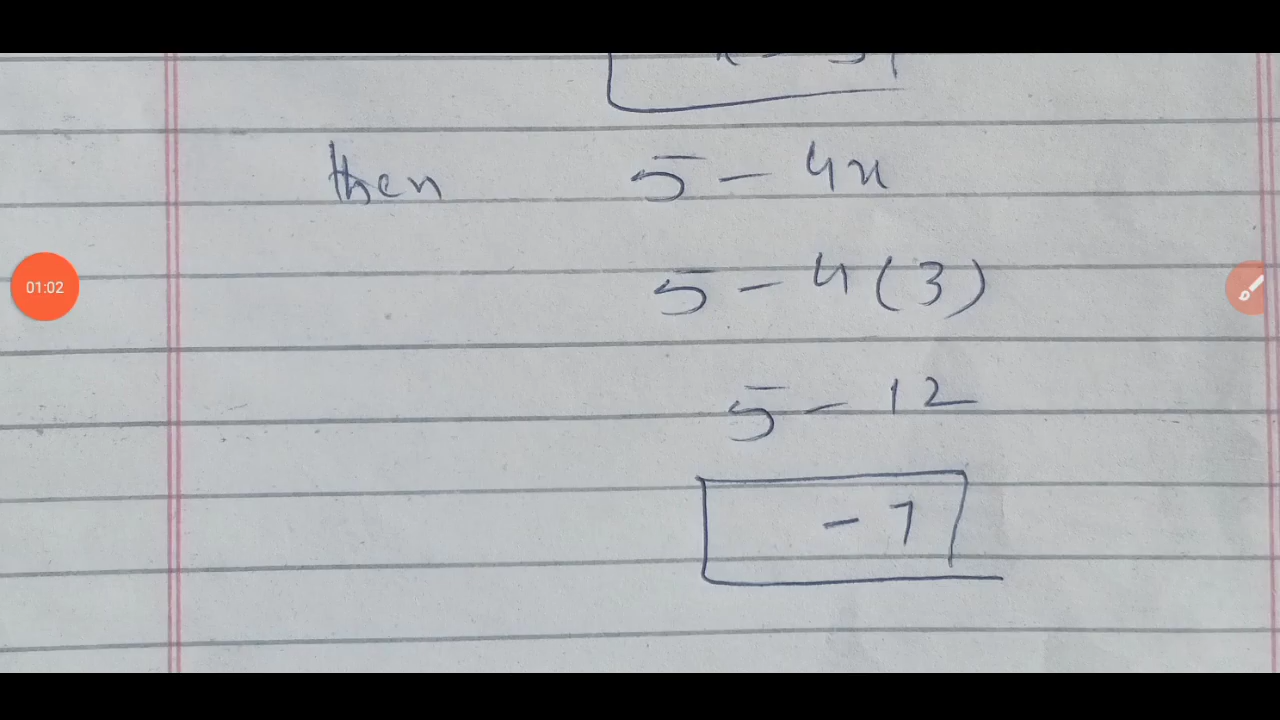 then 5 - 4x
01:02
5 - 4(3)
5 - 12
- 7